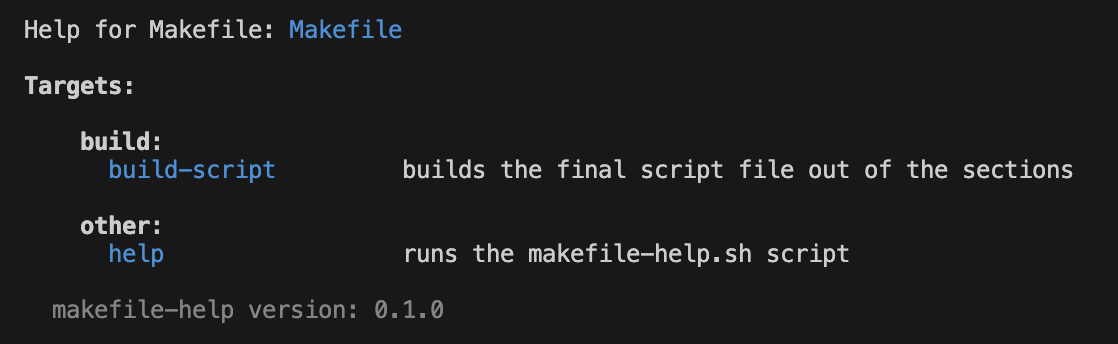 Help for Makefile: Makefile
Targets:
build:
build-script builds the final script file out of the sections
other:
help runs the makefile-help.sh script
makefile-help version: 0.1.0